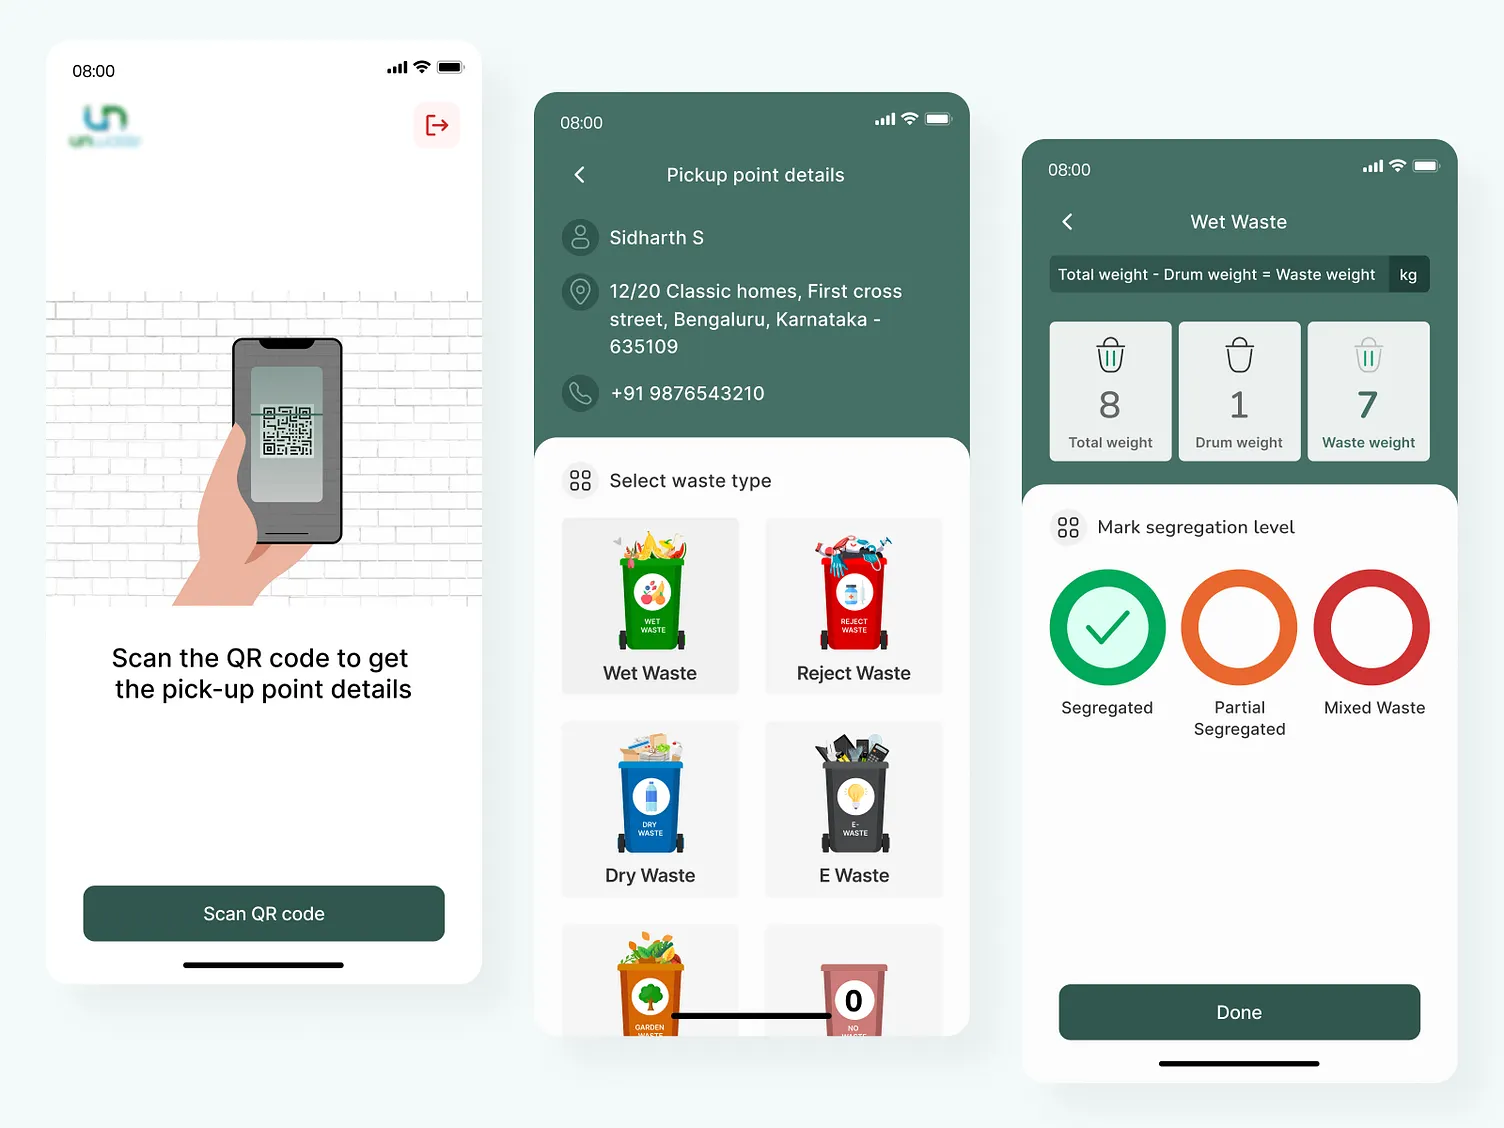 08:00
un
Scan the QR code to get
the pick-up point details
Scan QR code
08:00
Pickup point details
Sidharth S
12/20 Classic homes, First cross
street, Bengaluru, Karnataka -
635109
+91 9876543210
Select waste type
WET
WASTE
Wet Waste
REJECT
WASTE
Reject Waste
DRY
WASTE
Dry Waste
E-
WASTE
E Waste
GARDEN
WASTE
0
NO
WASTE
08:00
Wet Waste
Total weight - Drum weight = Waste weight kg
8
Total weight
1
Drum weight
7
Waste weight
Mark segregation level
Segregated
Partial
Segregated
Mixed Waste
Done